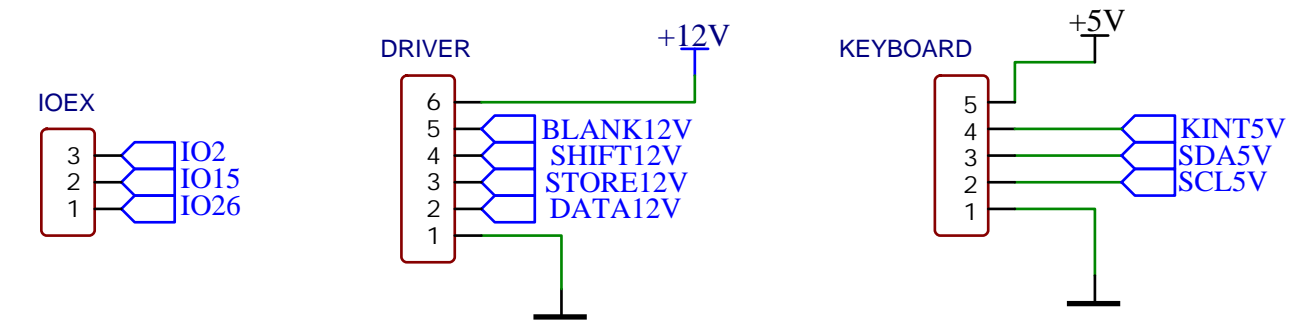 IOEX
3 IO2
2 IO15
1 IO26
DRIVER
+12V
6
5 BLANK12V
4 SHIFT12V
3 STORE12V
2 DATA12V
1
KEYBOARD
+5V
5
4 KINT5V
3 SDA5V
2 SCL5V
1